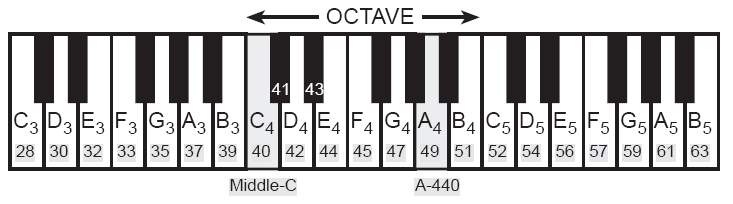 OCTAVE
41 43
C3 D3 E3 F3 G3 A3 B3 C4 D4 E4 F4 G4 A4 B4 C5 D5 E5 F5 G5 A5 B5
28 30 32 33 35 37 39 40 42 44 45 47 49 51 52 54 56 57 59 61 63
Middle-C A-440